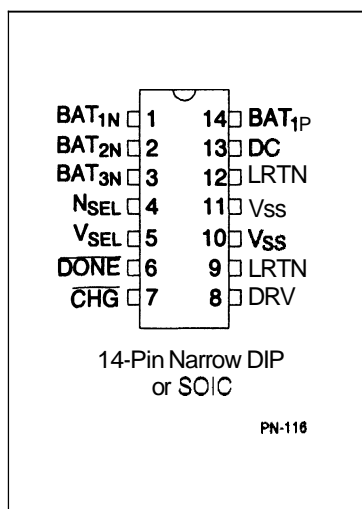 BAT1N 1 14 BAT1P
BAT2N 2 13 DC
BAT3N 3 12 LRTN
NSEL 4 11 Vss
VSEL 5 10 VSS
DONE 6 9 LRTN
CHG 7 8 DRV
14-Pin Narrow DIP
or SOIC
PN-116